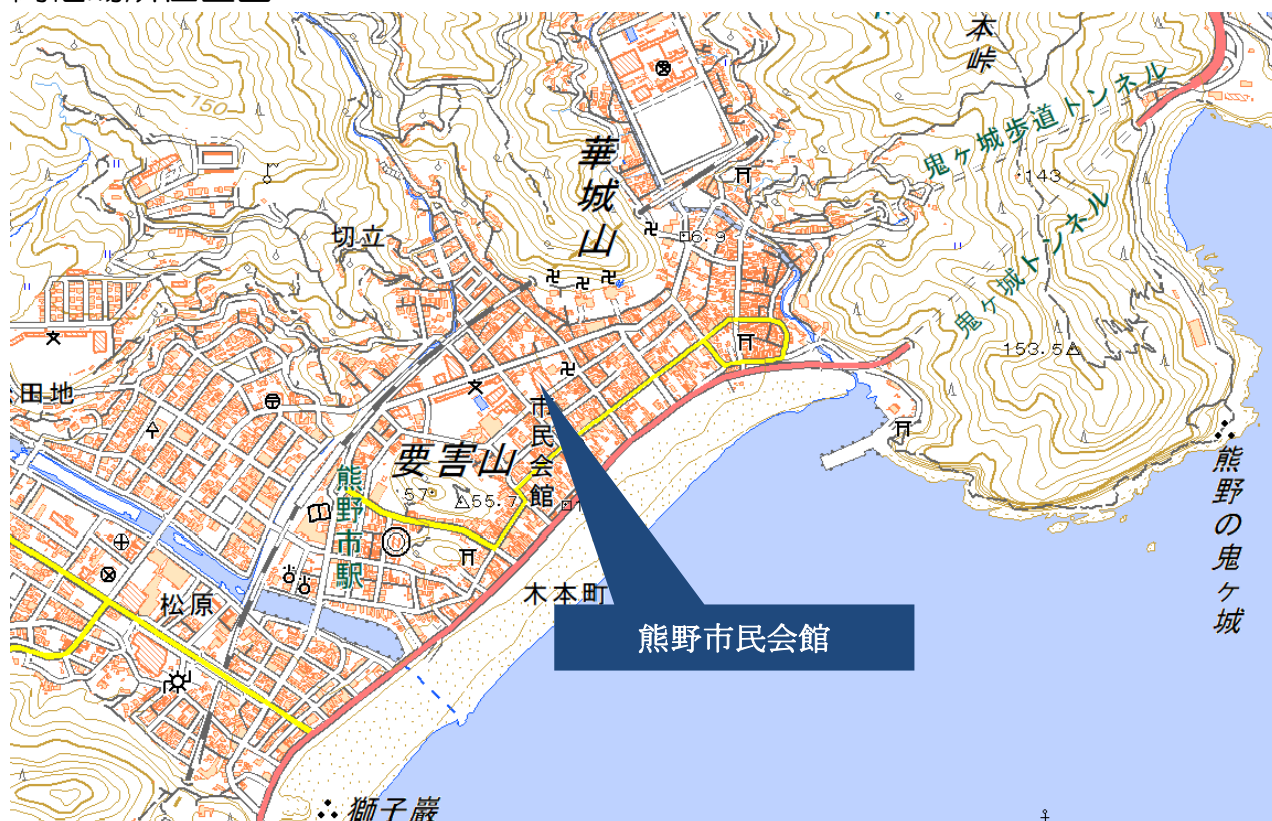 本峠
鬼ヶ城歩道トンネル
150
華城山
143
切立
6.9
鬼ヶ城トンネル
153.5
田地
市民会館
要害山
57
55.7
熊野市駅
熊野の鬼ヶ城
木本町
松原
熊野市民会館
獅子巖